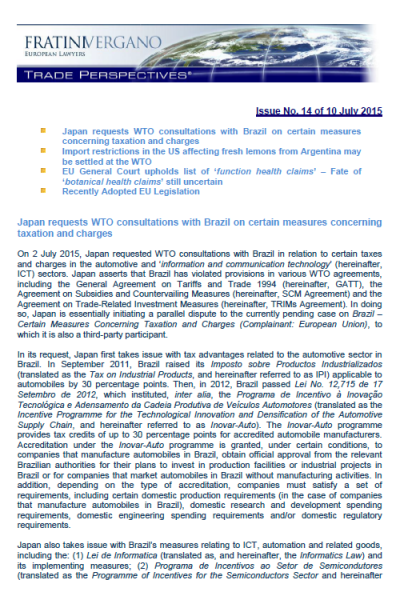 FRATINIVERGANO
EUROPEAN LAWYERS
TRADE PERSPECTIVES®
Issue No. 14 of 10 July 2015
Japan requests WTO consultations with Brazil on certain measures
concerning taxation and charges
Import restrictions in the US affecting fresh lemons from Argentina may
be settled at the WTO
EU General Court upholds list of 'function health claims' – Fate of
'botanical health claims' still uncertain
Recently Adopted EU Legislation
Japan requests WTO consultations with Brazil on certain measures concerning
taxation and charges
On 2 July 2015, Japan requested WTO consultations with Brazil in relation to certain taxes
and charges in the automotive and 'information and communication technology' (hereinafter,
ICT) sectors. Japan asserts that Brazil has violated provisions in various WTO agreements,
including the General Agreement on Tariffs and Trade 1994 (hereinafter, GATT), the
Agreement on Subsidies and Countervailing Measures (hereinafter, SCM Agreement) and the
Agreement on Trade-Related Investment Measures (hereinafter, TRIMs Agreement). In doing
so, Japan is essentially initiating a parallel dispute to the currently pending case on Brazil –
Certain Measures Concerning Taxation and Charges (Complainant: European Union), to
which it is also a third-party participant.
In its request, Japan first takes issue with tax advantages related to the automotive sector in
Brazil. In September 2011, Brazil raised its Imposto sobre Produtos Industrializados
(translated as the Tax on Industrial Products, and hereinafter referred to as IPI) applicable to
automobiles by 30 percentage points. Then, in 2012, Brazil passed Lei No. 12,715 de 17
Setembro de 2012, which instituted, inter alia, the Programa de Incentivo à Inovação
Tecnológica e Adensamento da Cadeia Produtiva de Veículos Automotores (translated as the
Incentive Programme for the Technological Innovation and Densification of the Automotive
Supply Chain, and hereinafter referred to as Inovar-Auto). The Inovar-Auto programme
provides tax credits of up to 30 percentage points for accredited automobile manufacturers.
Accreditation under the Inovar-Auto programme is granted, under certain conditions, to
companies that manufacture automobiles in Brazil, obtain official approval from the relevant
Brazilian authorities for their plans to invest in production facilities or industrial projects in
Brazil or for companies that market automobiles in Brazil without manufacturing activities. In
addition, depending on the type of accreditation, companies must satisfy a set of
requirements, including certain domestic production requirements (in the case of companies
that manufacture automobiles in Brazil), domestic research and development spending
requirements, domestic engineering spending requirements and/or domestic regulatory
requirements.
Japan also takes issue with Brazil's measures relating to ICT, automation and related goods,
including the: (1) Lei de Informatica (translated as, and hereinafter, the Informatics Law) and
its implementing measures; (2) Programa de Incentivos ao Setor de Semicondutores
(translated as the Programme of Incentives for the Semiconductors Sector and hereinafter